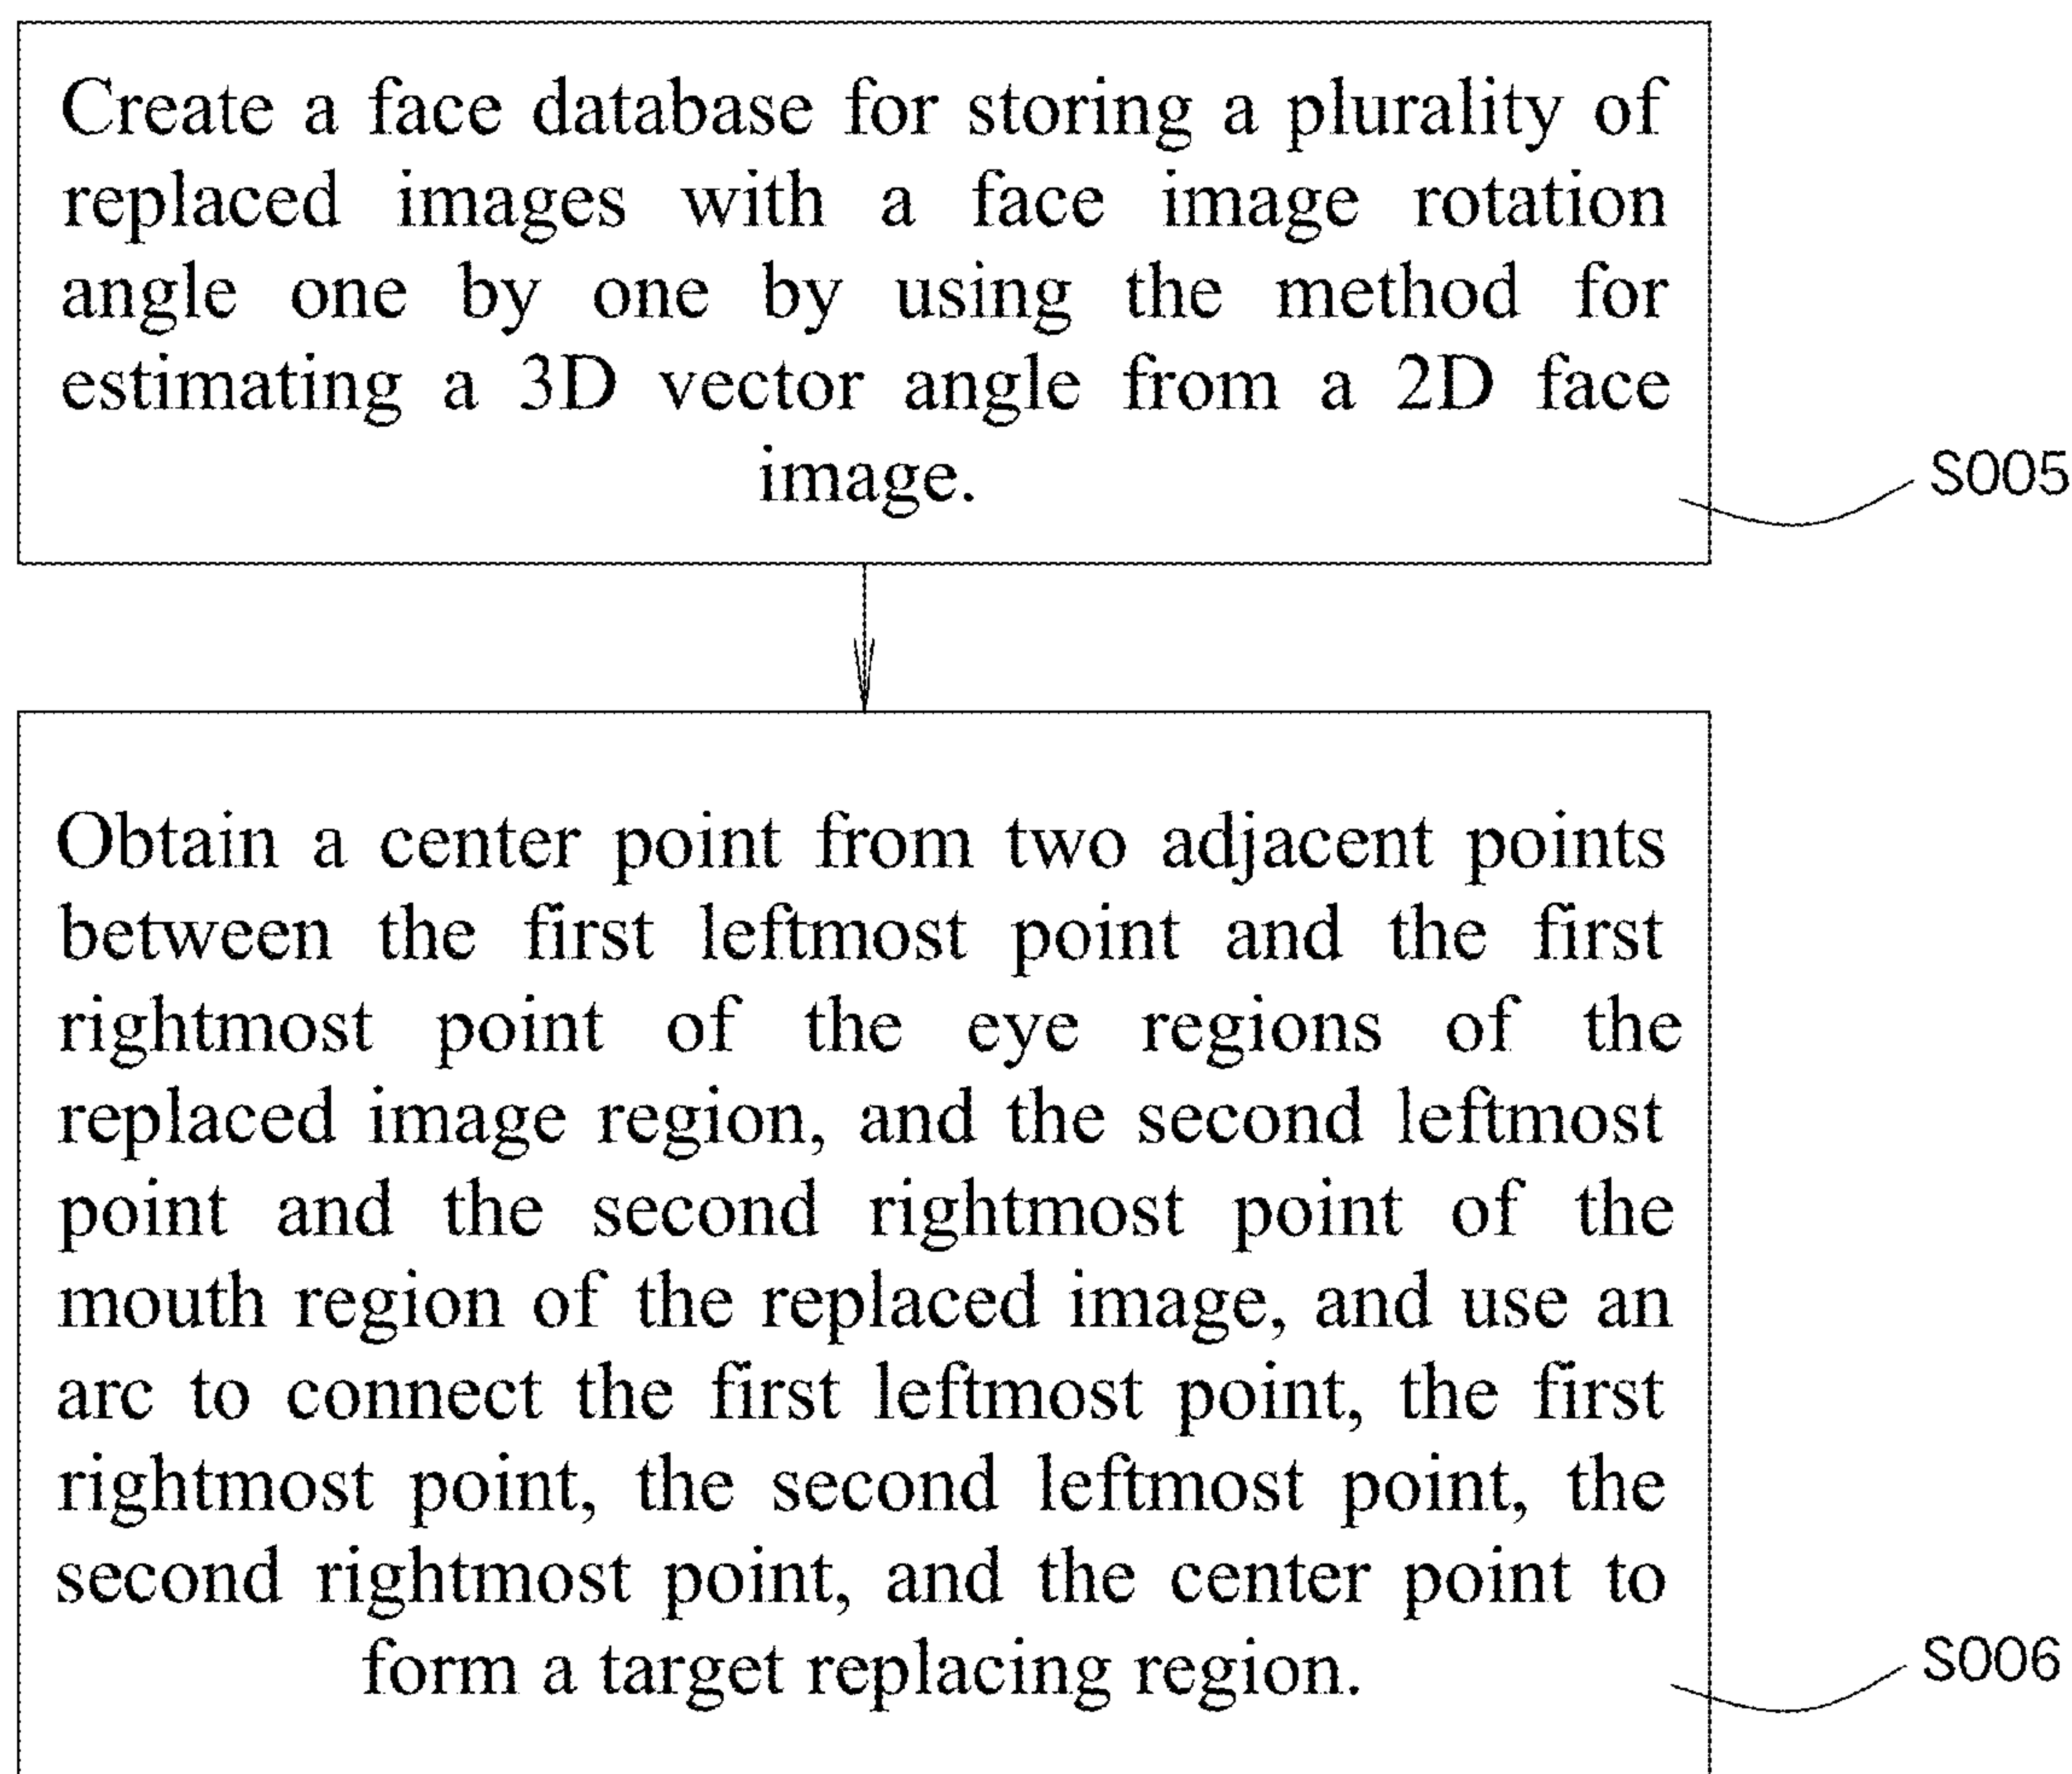 Create a face database for storing a plurality of
replaced images with a face image rotation
angle one by one by using the method for
estimating a 3D vector angle from a 2D face
image.
S005
Obtain a center point from two adjacent points
between the first leftmost point and the first
rightmost point of the eye regions of the
replaced image region, and the second leftmost
point and the second rightmost point of the
mouth region of the replaced image, and use an
arc to connect the first leftmost point, the first
rightmost point, the second leftmost point, the
second rightmost point, and the center point to
form a target replacing region.
S006